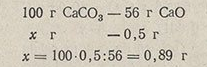 100 г CaCO₃ — 56 г CaO
x г — 0,5 г
x = 100·0,5:56 = 0,89 г